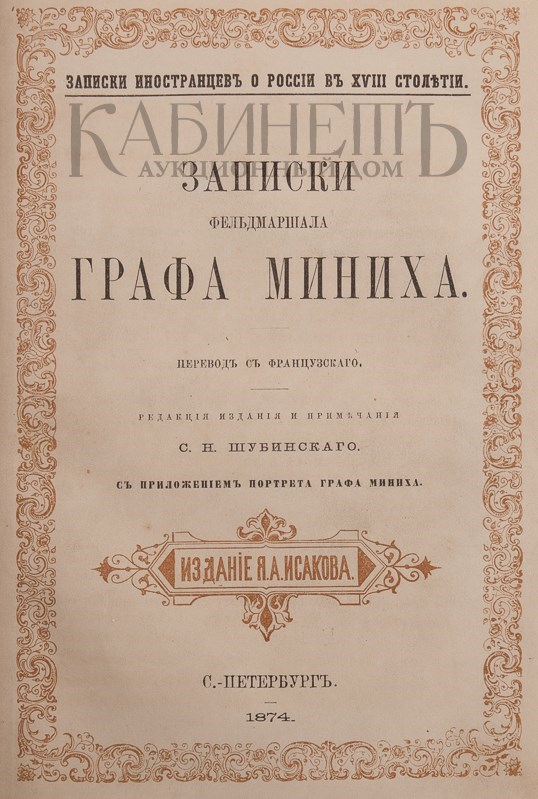 ЗАПИСКИ ИНОСТРАНЦЕВЪ О РОССІИ ВЪ XVIII СТОЛѢТІИ.
КАБИНЕТЪ
АУКЦИОННЫЙ ДОМ
ЗАПИСКИ
ФЕЛЬДМАРШАЛА
ГРАФА МИНИХА.
ПЕРЕВОДЪ СЪ ФРАНЦУЗСКАГО.
РЕДАКЦІЯ ИЗДАНІЯ И ПРИМѢЧАНІЯ
С. Н. ШУБИНСКАГО.
СЪ ПРИЛОЖЕНІЕМЪ ПОРТРЕТА ГРАФА МИНИХА.
ИЗДАНІЕ Я.А.ИСАКОВА.
С.-ПЕТЕРБУРГЪ.
1874.